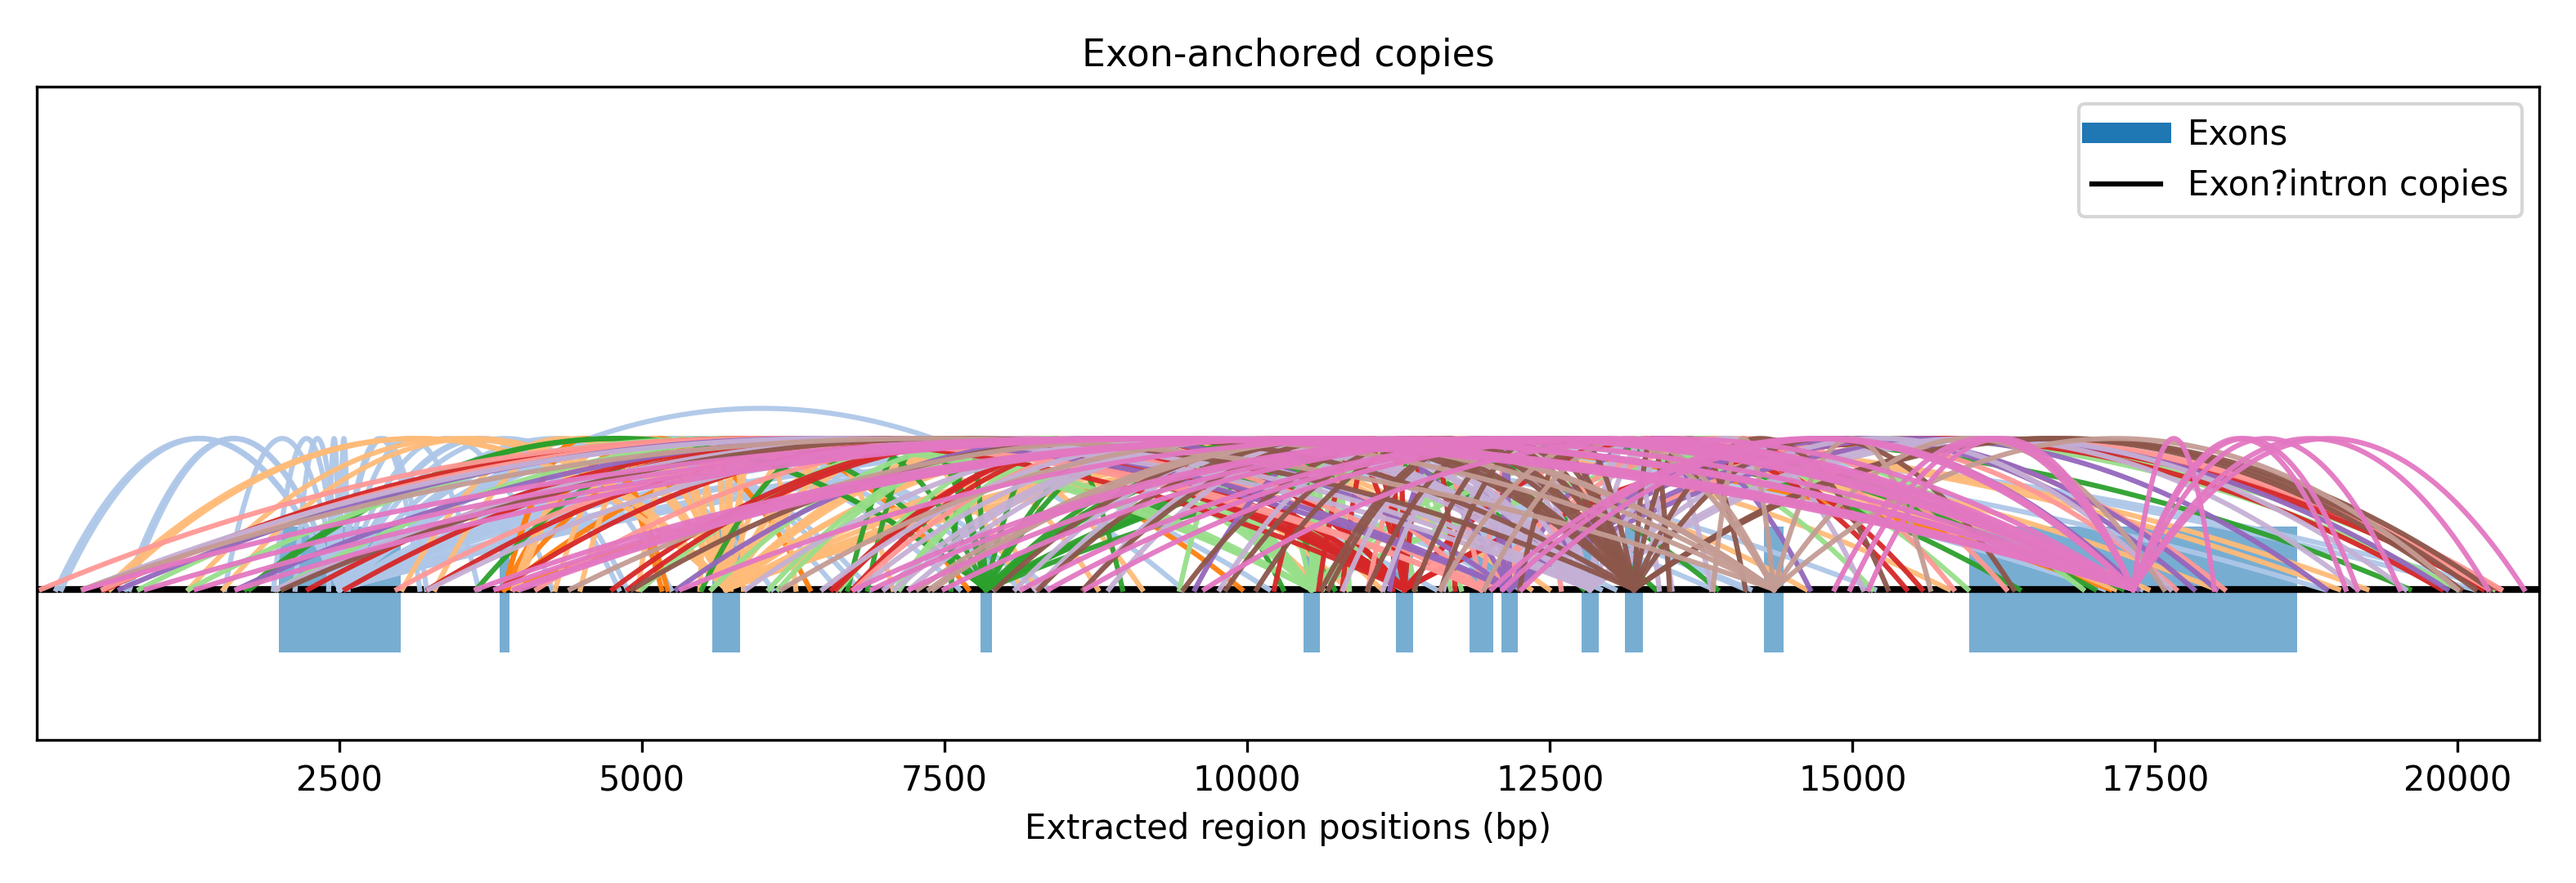 Exon-anchored copies
Exons
Exon?intron copies
2500 5000 7500 10000 12500 15000 17500 20000
Extracted region positions (bp)